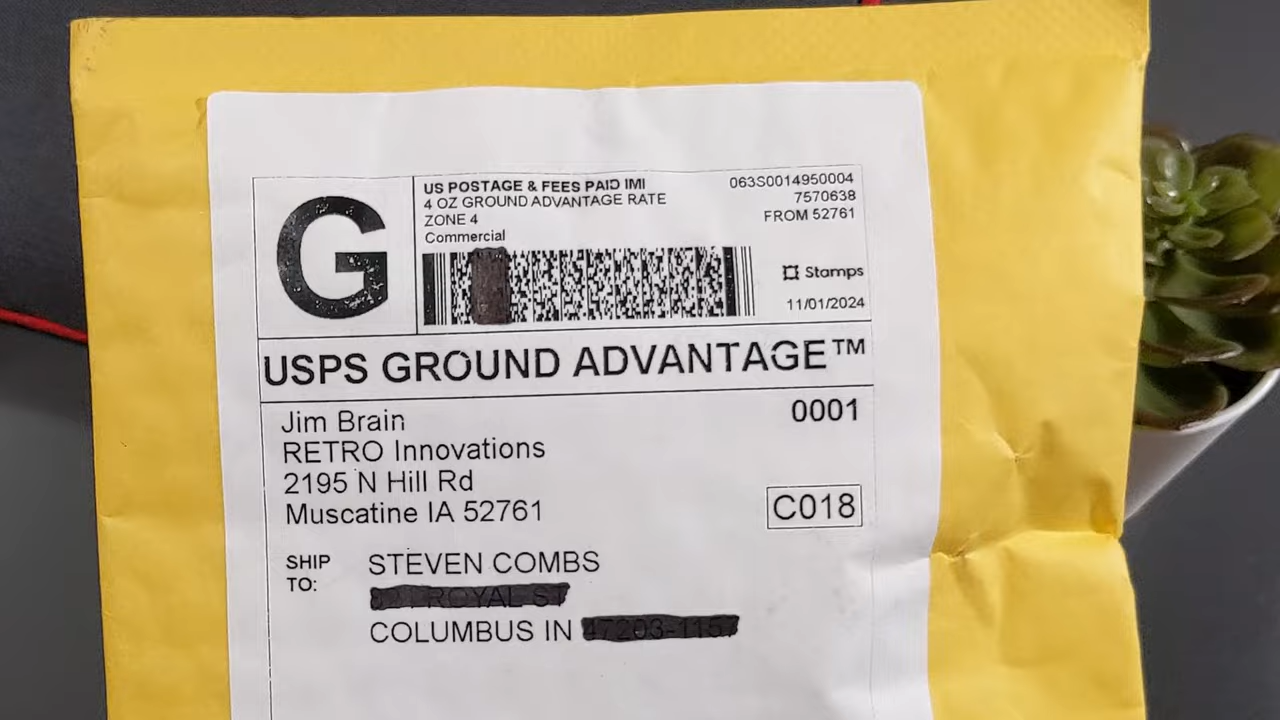 G
US POSTAGE & FEES PAID IMI
4 OZ GROUND ADVANTAGE RATE
ZONE 4
Commercial
063S0014950004
7570638
FROM 52761
Stamps
11/01/2024
USPS GROUND ADVANTAGE™
Jim Brain
RETRO Innovations
2195 N Hill Rd
Muscatine IA 52761
0001
C018
SHIP TO:
STEVEN COMBS
COLUMBUS IN